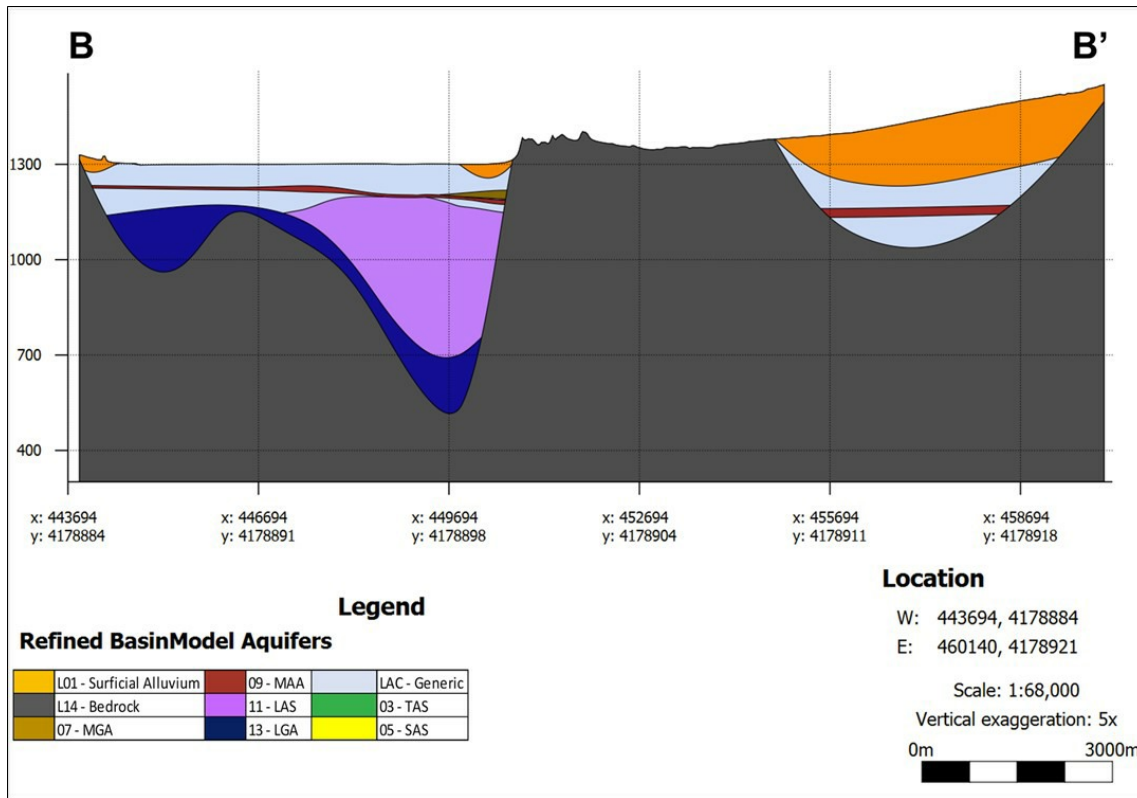 B
B’
1300
1000
700
400
x: 443694
y: 4178884
x: 446694
y: 4178891
x: 449694
y: 4178898
x: 452694
y: 4178904
x: 455694
y: 4178911
x: 458694
y: 4178918
Legend
Refined BasinModel Aquifers
L01 - Surficial Alluvium
09 - MAA
LAC - Generic
L14 - Bedrock
11 - LAS
03 - TAS
07 - MGA
13 - LGA
05 - SAS
Location
W: 443694, 4178884
E: 460140, 4178921
Scale: 1:68,000
Vertical exaggeration: 5x
0m 3000m